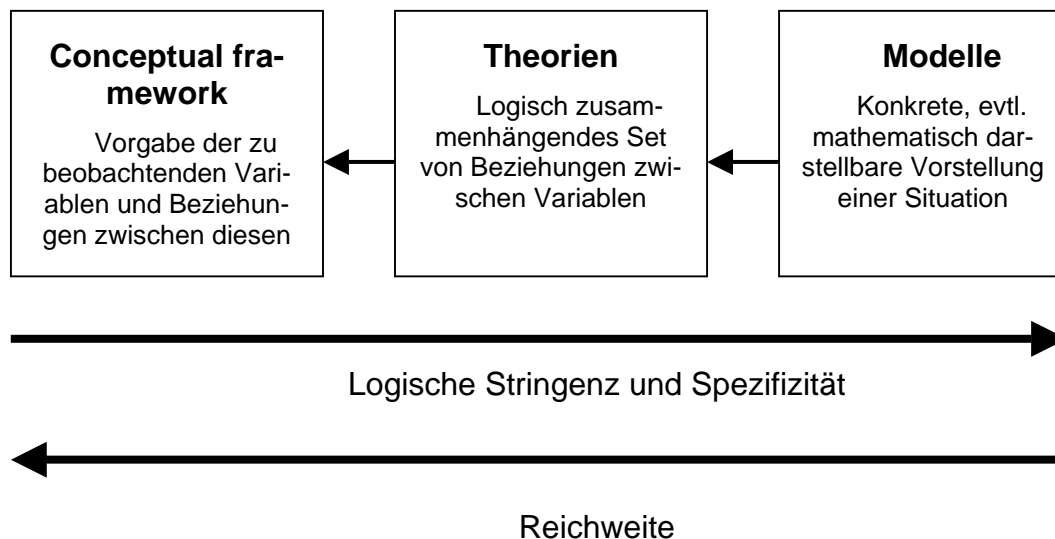 Conceptual fra-
mework
Vorgabe der zu
beobachtenden Vari-
ablen und Beziehun-
gen zwischen diesen
Theorien
Logisch zusam-
menhängendes Set
von Beziehungen zwi-
schen Variablen
Modelle
Konkrete, evtl.
mathematisch dar-
stellbare Vorstellung
einer Situation
Logische Stringenz und Spezifizität
Reichweite